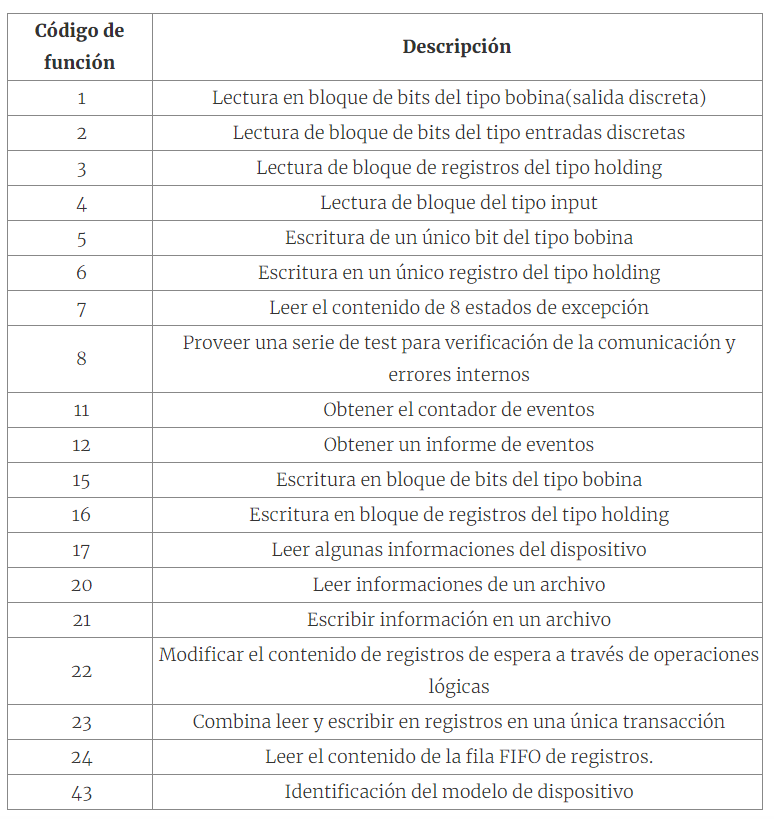 Código de
función
Descripción
1 Lectura en bloque de bits del tipo bobina(salida discreta)
2 Lectura de bloque de bits del tipo entradas discretas
3 Lectura de bloque de registros del tipo holding
4 Lectura de bloque del tipo input
5 Escritura de un único bit del tipo bobina
6 Escritura en un único registro del tipo holding
7 Leer el contenido de 8 estados de excepción
8 Proveer una serie de test para verificación de la comunicación y
errores internos
11 Obtener el contador de eventos
12 Obtener un informe de eventos
15 Escritura en bloque de bits del tipo bobina
16 Escritura en bloque de registros del tipo holding
17 Leer algunas informaciones del dispositivo
20 Leer informaciones de un archivo
21 Escribir información en un archivo
22 Modificar el contenido de registros de espera a través de operaciones
lógicas
23 Combina leer y escribir en registros en una única transacción
24 Leer el contenido de la fila FIFO de registros.
43 Identificación del modelo de dispositivo